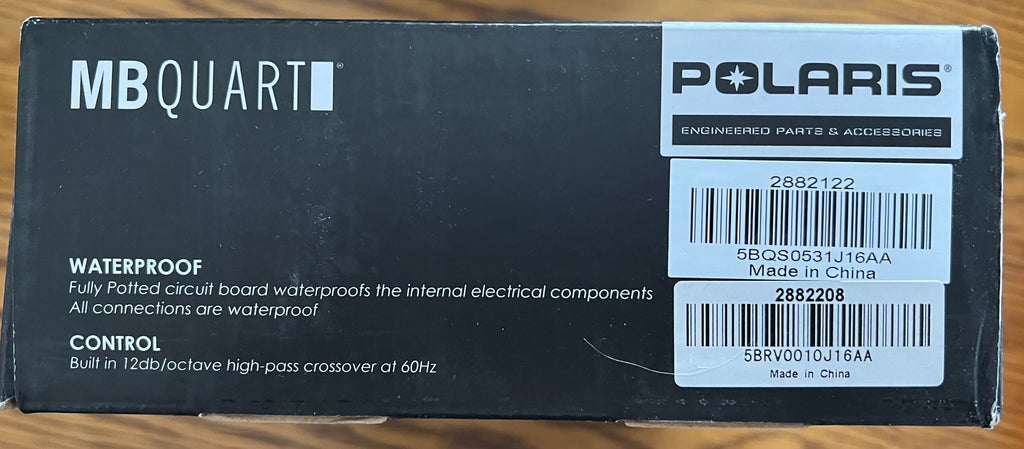 MB QUART®
POLARIS®
ENGINEERED PARTS & ACCESSORIES
2882122
5BQS0531J16AA
Made in China
WATERPROOF
Fully Potted circuit board waterproofs the internal electrical components
All connections are waterproof
2882208
5BRV0010J16AA
Made in China
CONTROL
Built in 12db/octave high-pass crossover at 60Hz